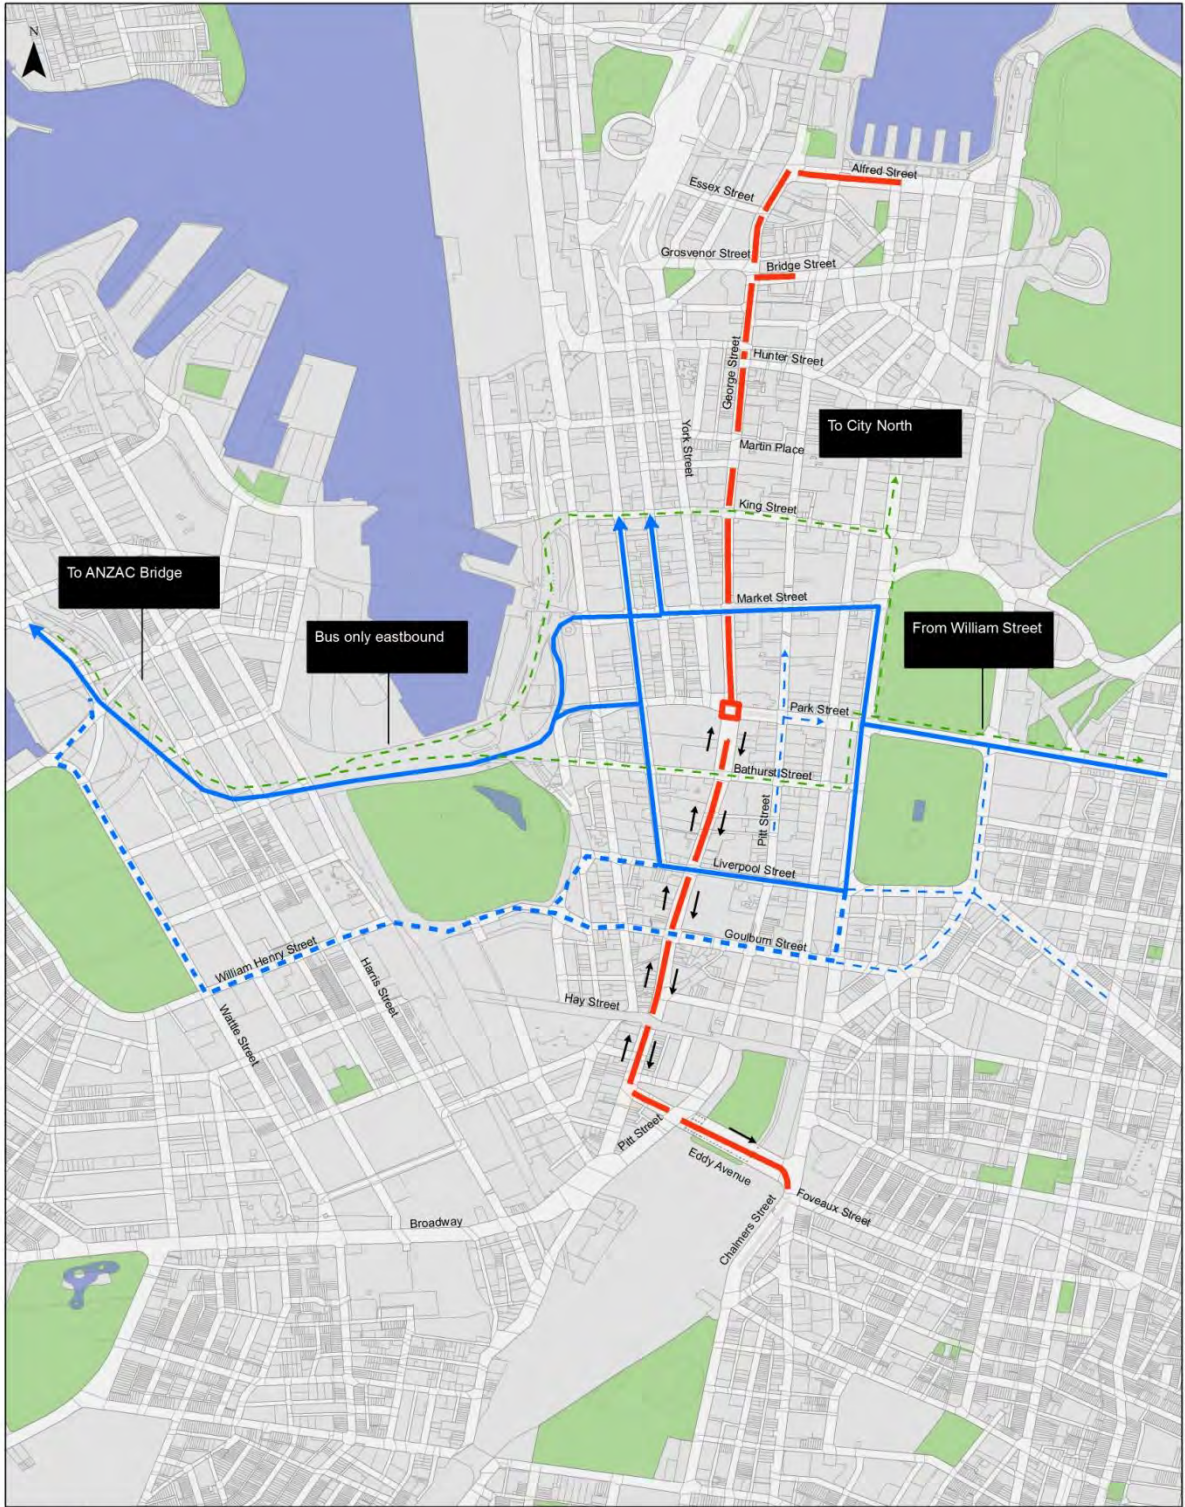 N
Alfred Street
Essex Street
Grosvenor Street
Bridge Street
George Street
Hunter Street
To City North
York Street
Martin Place
King Street
To ANZAC Bridge
Market Street
Bus only eastbound
From William Street
Park Street
Bathurst Street
Pitt Street
Liverpool Street
Goulburn Street
William Henry Street
Harris Street
Hay Street
Wattle Street
Pitt Street
Eddy Avenue
Foveaux Street
Chalmers Street
Broadway